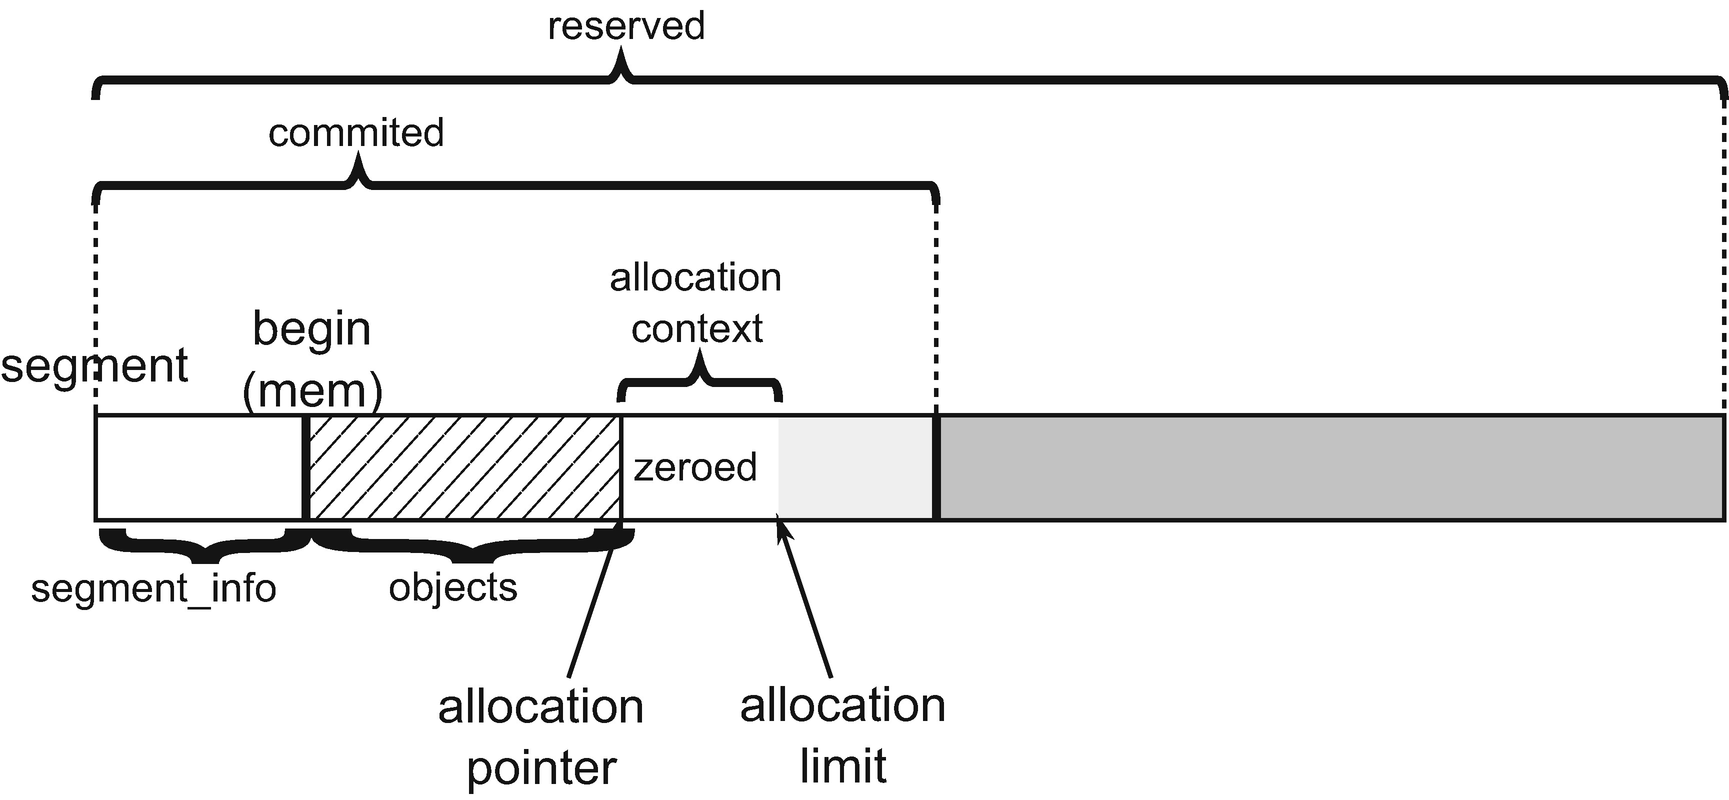 reserved
commited
allocation
context
begin
(mem)
segment
zeroed
segment_info
objects
allocation
pointer
allocation
limit